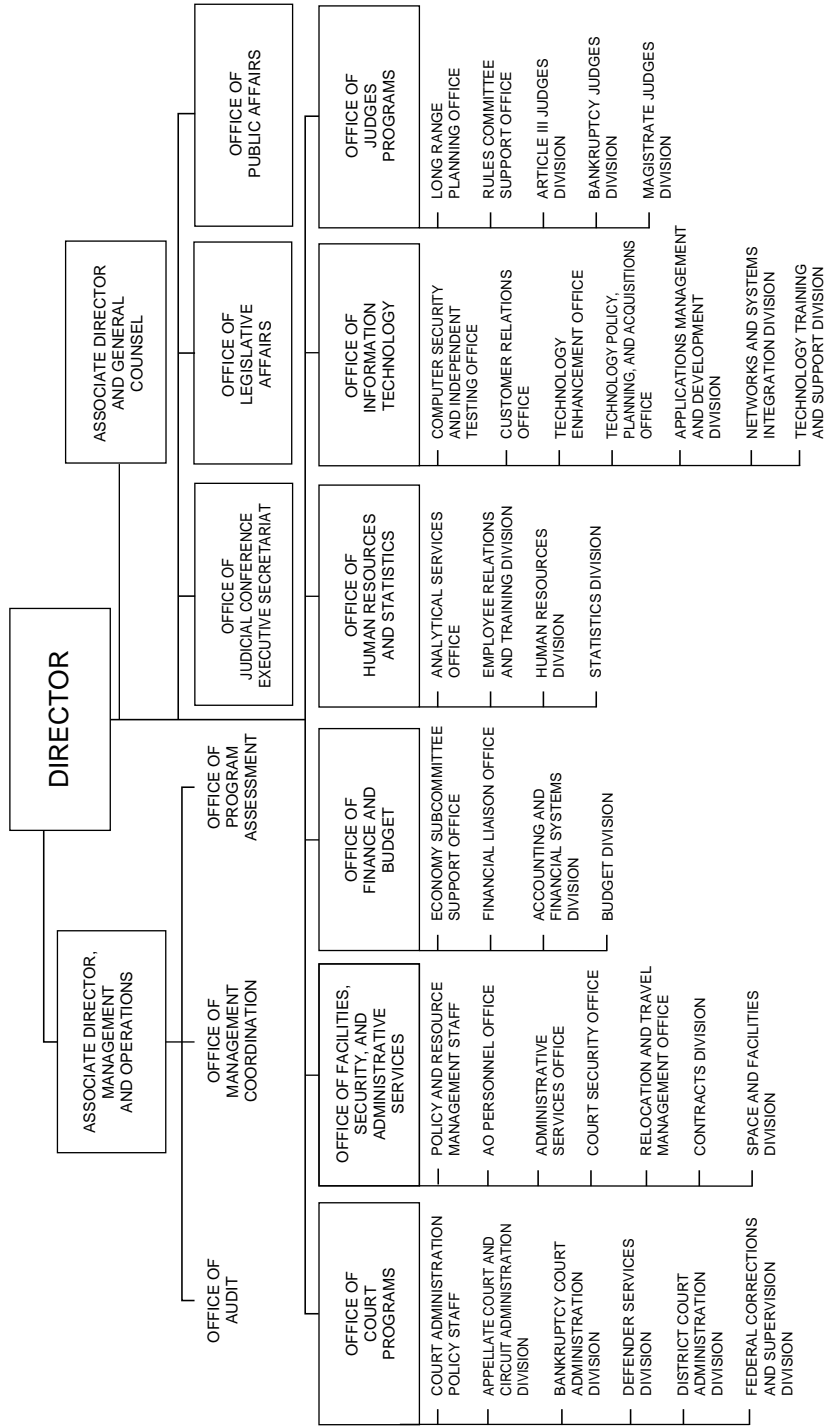 DIRECTOR
ASSOCIATE DIRECTOR,
MANAGEMENT
AND OPERATIONS
ASSOCIATE DIRECTOR
AND GENERAL
COUNSEL
OFFICE OF
AUDIT
OFFICE OF
MANAGEMENT
COORDINATION
OFFICE OF
PROGRAM
ASSESSMENT
OFFICE OF
JUDICIAL CONFERENCE
EXECUTIVE SECRETARIAT
OFFICE OF
LEGISLATIVE
AFFAIRS
OFFICE OF
PUBLIC AFFAIRS
OFFICE OF
COURT
PROGRAMS
COURT ADMINISTRATION
POLICY STAFF
APPELLATE COURT AND
CIRCUIT ADMINISTRATION
DIVISION
BANKRUPTCY COURT
ADMINISTRATION
DIVISION
DEFENDER SERVICES
DIVISION
DISTRICT COURT
ADMINISTRATION
DIVISION
FEDERAL CORRECTIONS
AND SUPERVISION
DIVISION
OFFICE OF FACILITIES,
SECURITY, AND
ADMINISTRATIVE
SERVICES
POLICY AND RESOURCE
MANAGEMENT STAFF
AO PERSONNEL OFFICE
ADMINISTRATIVE
SERVICES OFFICE
COURT SECURITY OFFICE
RELOCATION AND TRAVEL
MANAGEMENT OFFICE
CONTRACTS DIVISION
SPACE AND FACILITIES
DIVISION
OFFICE OF
FINANCE AND
BUDGET
ECONOMY SUBCOMMITTEE
SUPPORT OFFICE
FINANCIAL LIAISON OFFICE
ACCOUNTING AND
FINANCIAL SYSTEMS
DIVISION
BUDGET DIVISION
OFFICE OF
HUMAN RESOURCES
AND STATISTICS
ANALYTICAL SERVICES
OFFICE
EMPLOYEE RELATIONS
AND TRAINING DIVISION
HUMAN RESOURCES
DIVISION
STATISTICS DIVISION
OFFICE OF
INFORMATION
TECHNOLOGY
COMPUTER SECURITY
AND INDEPENDENT
TESTING OFFICE
CUSTOMER RELATIONS
OFFICE
TECHNOLOGY
ENHANCEMENT OFFICE
TECHNOLOGY POLICY,
PLANNING, AND ACQUISITIONS
OFFICE
APPLICATIONS MANAGEMENT
AND DEVELOPMENT
DIVISION
NETWORKS AND SYSTEMS
INTEGRATION DIVISION
TECHNOLOGY TRAINING
AND SUPPORT DIVISION
OFFICE OF
JUDGES
PROGRAMS
LONG RANGE
PLANNING OFFICE
RULES COMMITTEE
SUPPORT OFFICE
ARTICLE III JUDGES
DIVISION
BANKRUPTCY JUDGES
DIVISION
MAGISTRATE JUDGES
DIVISION